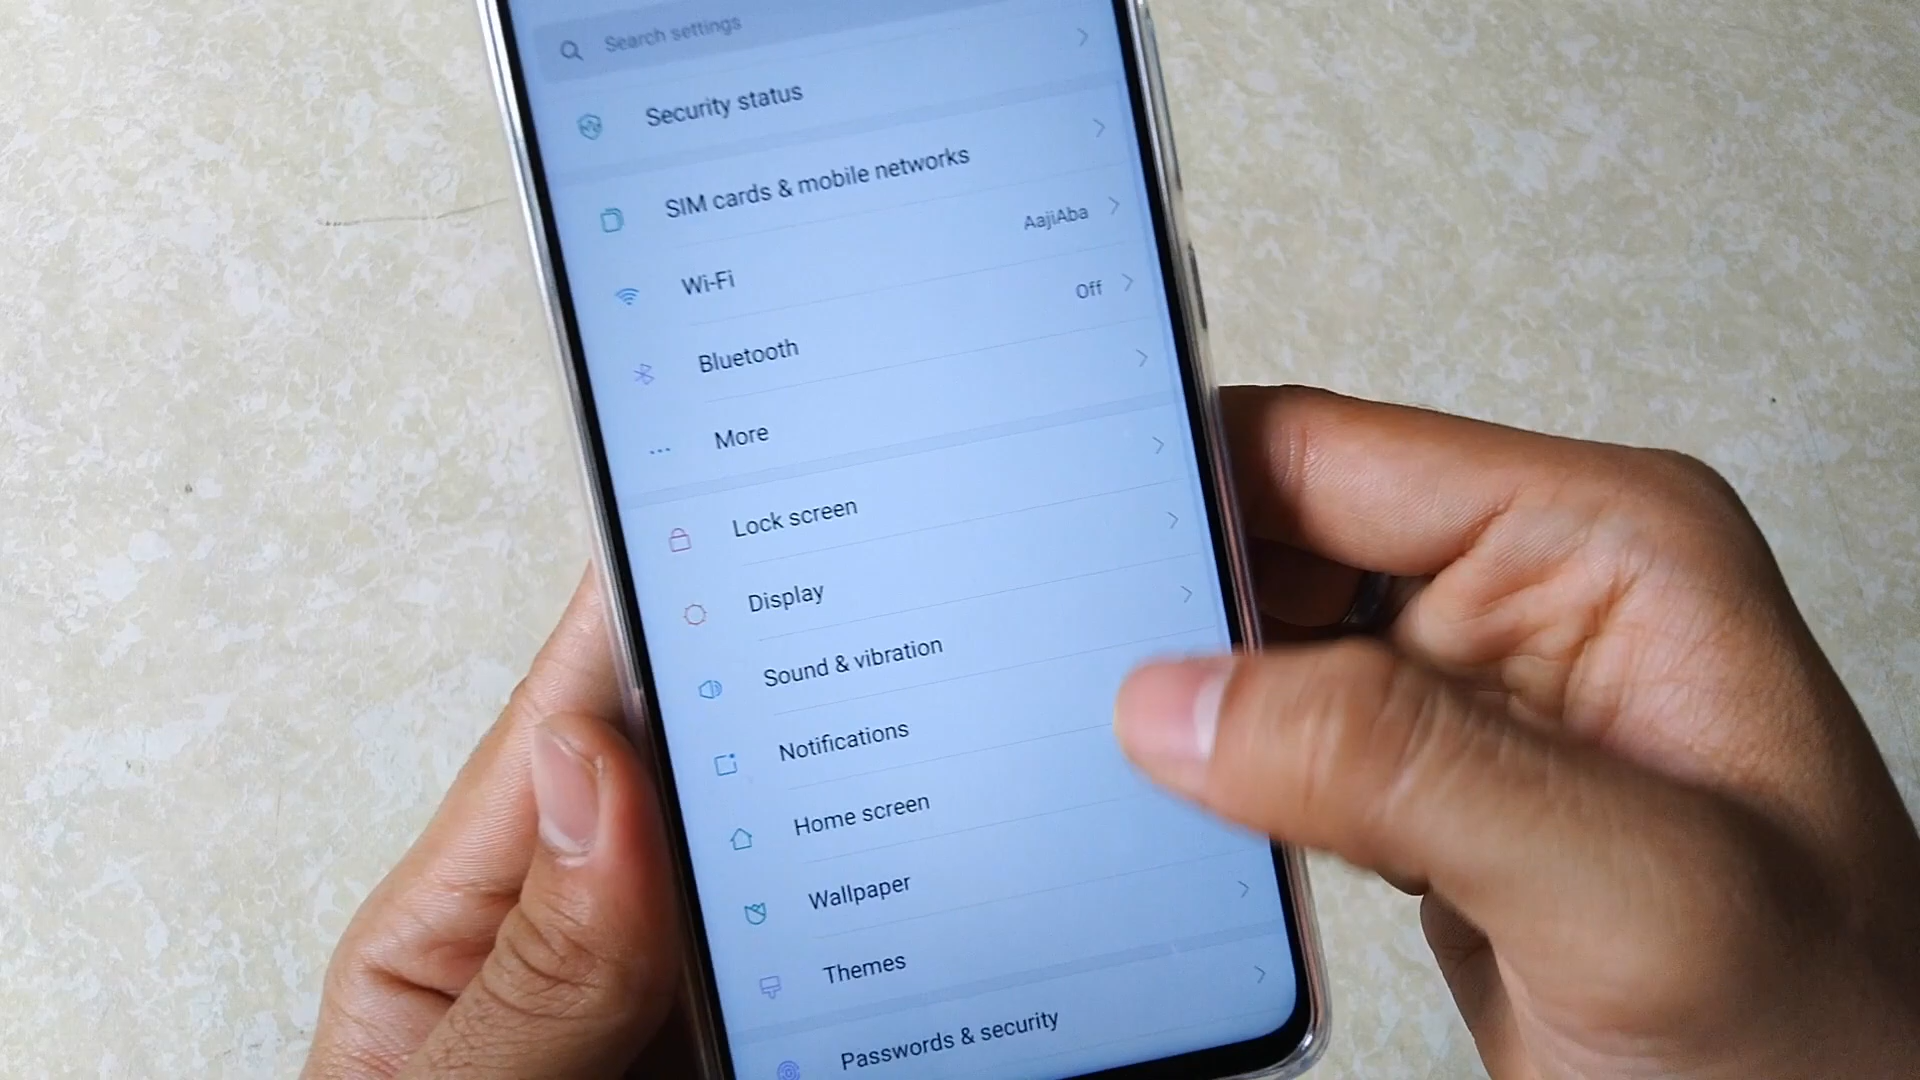 Search settings
Security status
SIM cards & mobile networks
Wi-Fi AajiAba
Bluetooth Off
More
Lock screen
Display
Sound & vibration
Notifications
Home screen
Wallpaper
Themes
Passwords & security